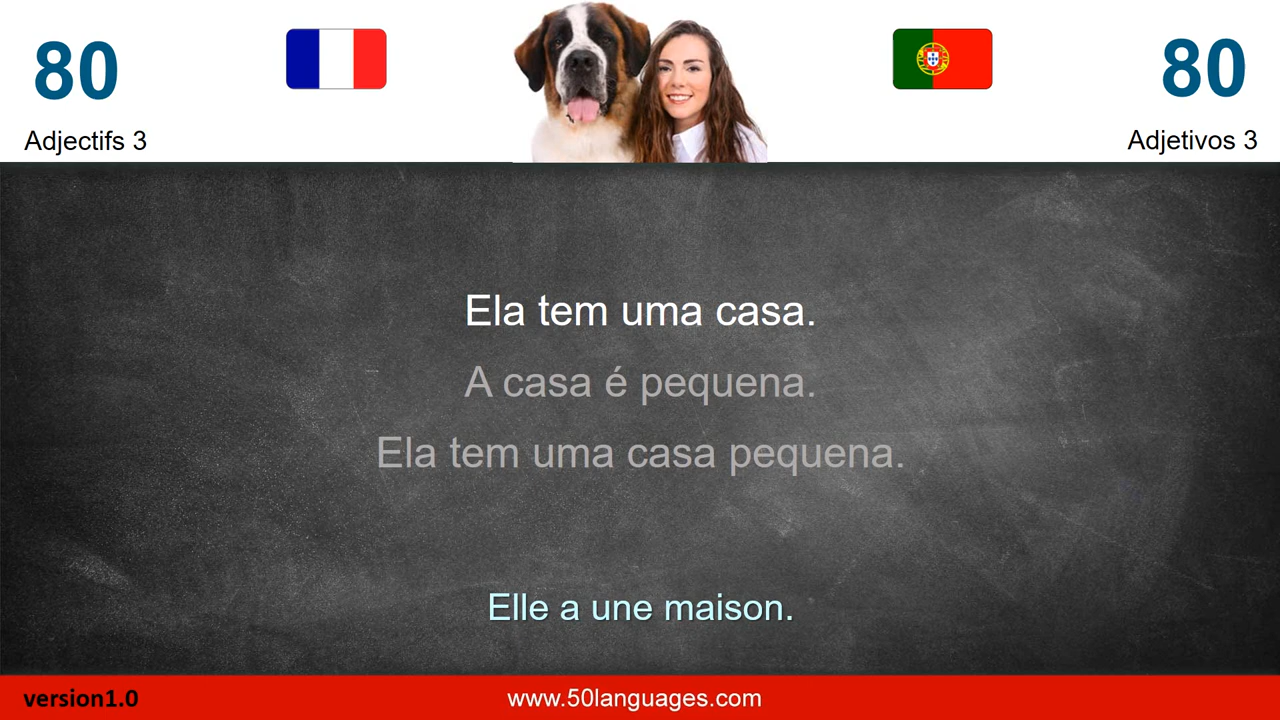 80
80
Adjectifs 3
Adjetivos 3
Ela tem uma casa.
A casa é pequena.
Ela tem uma casa pequena.
Elle a une maison.
version1.0
www.50languages.com